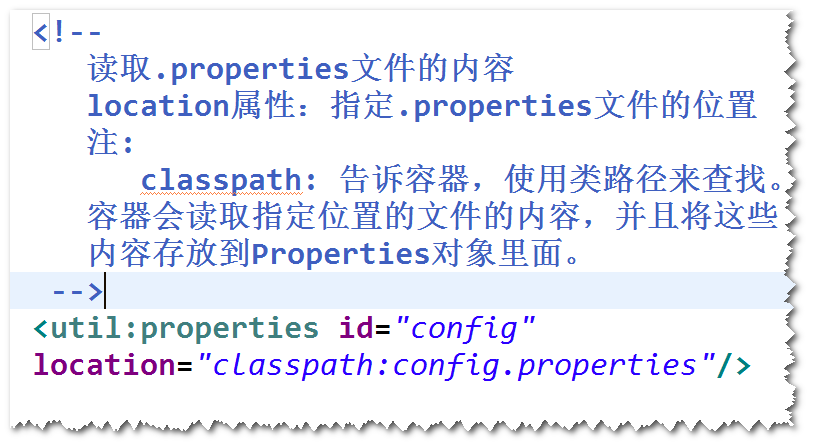 <!--
读取.properties文件的内容
location属性：指定.properties文件的位置
注：
classpath: 告诉容器，使用类路径来查找。
容器会读取指定位置的文件的内容，并且将这些
内容存放到Properties对象里面。
-->
<util:properties id="config"
location="classpath:config.properties"/>